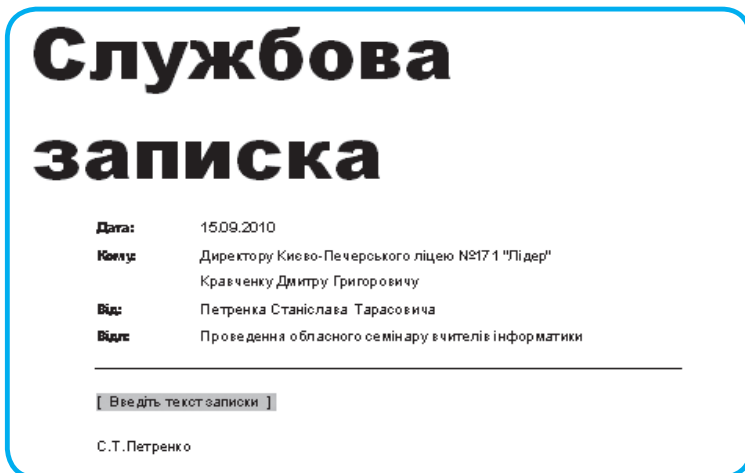 Службова
записка
Дата: 15.09.2010
Кому: Директору Києво-Печерського ліцею №171 "Лідер"
Кравченку Дмитру Григоровичу
Від: Петренка Станіслава Тарасовича
Відп: Проведення обласного семінару вчителів інформатики
[ Введіть текст записки ]
С.Т.Петренко